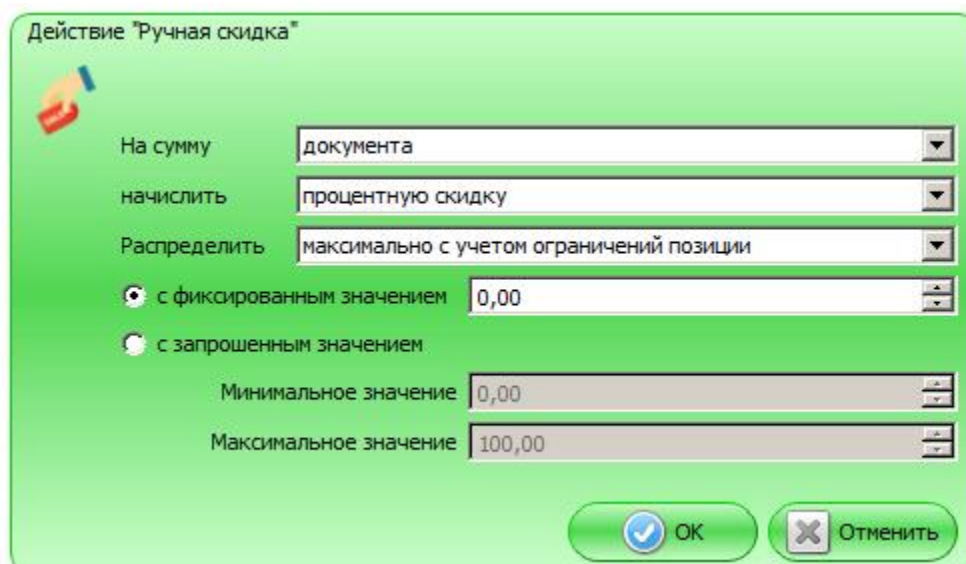 Действие "Ручная скидка"
На сумму документа
начислить процентную скидку
Распределить максимально с учетом ограничений позиции
с фиксированным значением 0,00
с запрошенным значением
Минимальное значение 0,00
Максимальное значение 100,00
ОК Отменить